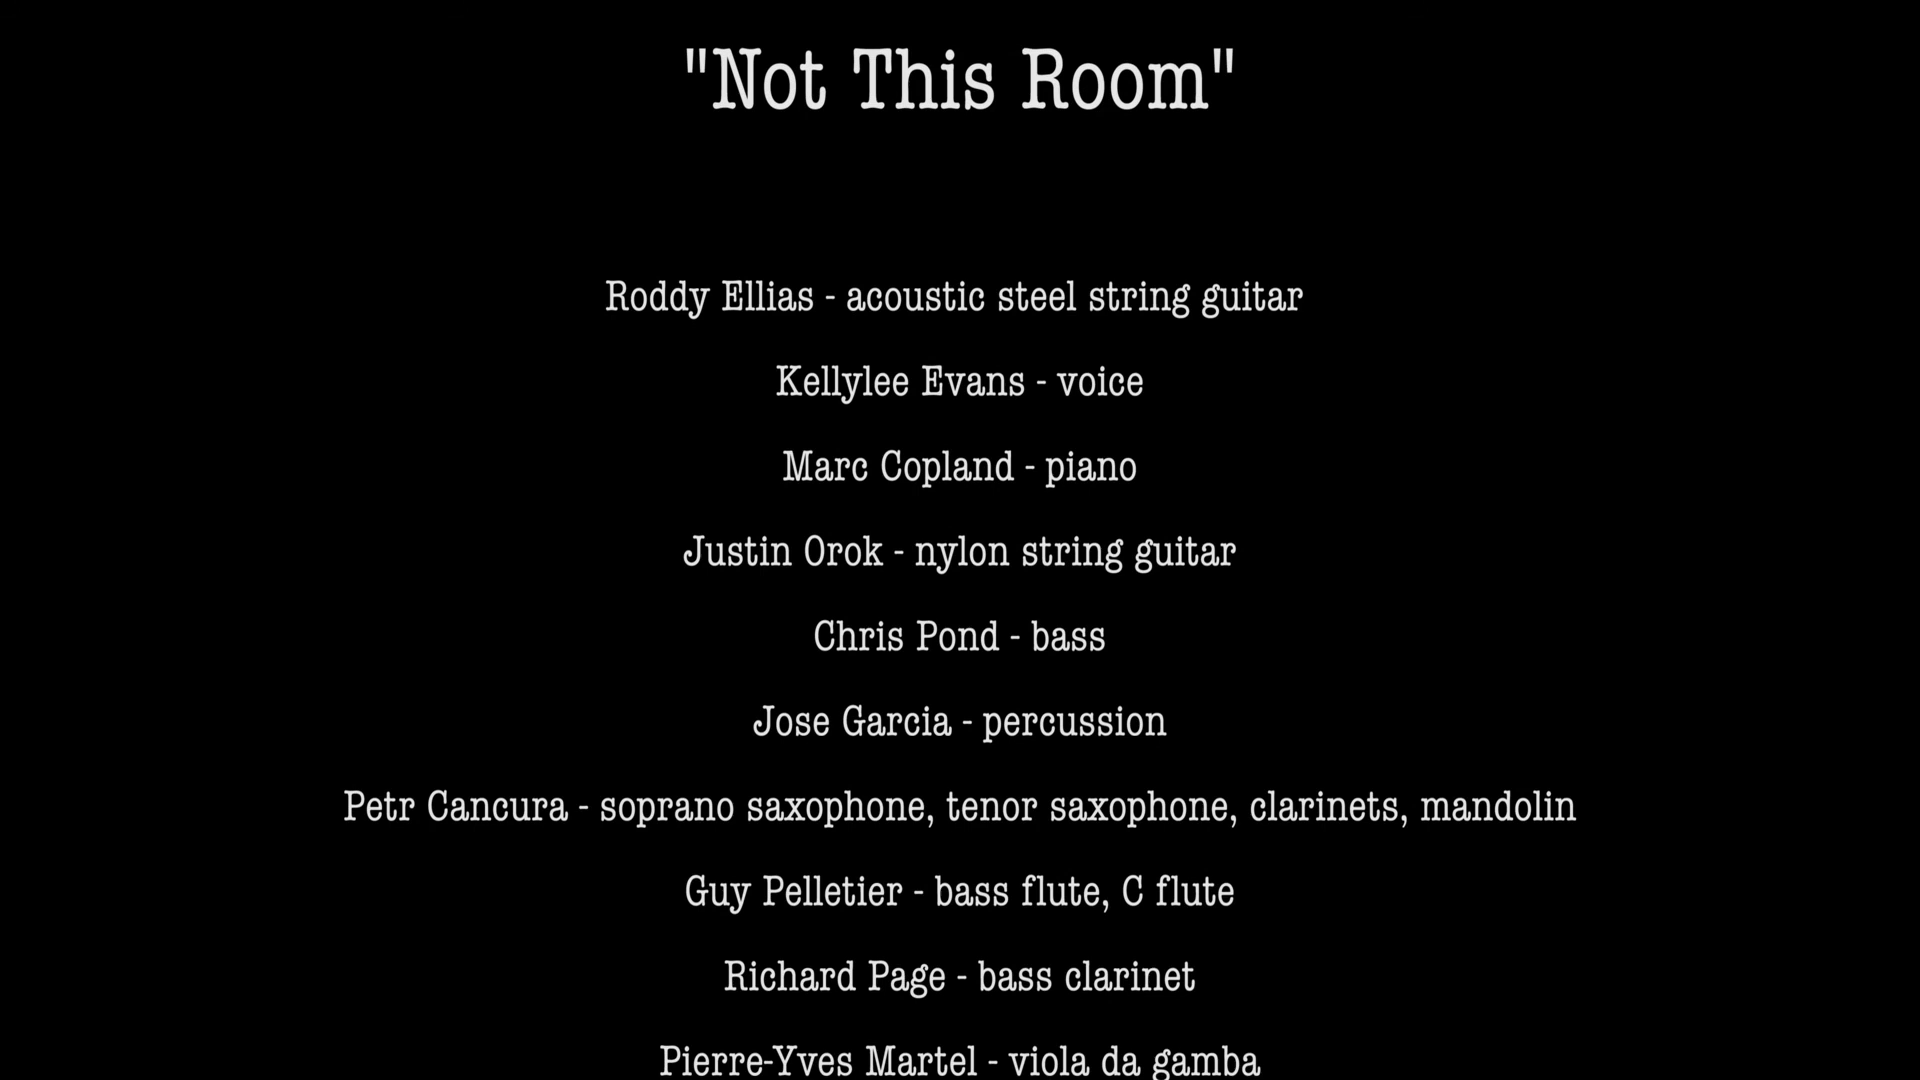 "Not This Room"
Roddy Ellias - acoustic steel string guitar
Kellylee Evans - voice
Marc Copland - piano
Justin Orok - nylon string guitar
Chris Pond - bass
Jose Garcia - percussion
Petr Cancura - soprano saxophone, tenor saxophone, clarinets, mandolin
Guy Pelletier - bass flute, C flute
Richard Page - bass clarinet
Pierre-Yves Martel - viola da gamba